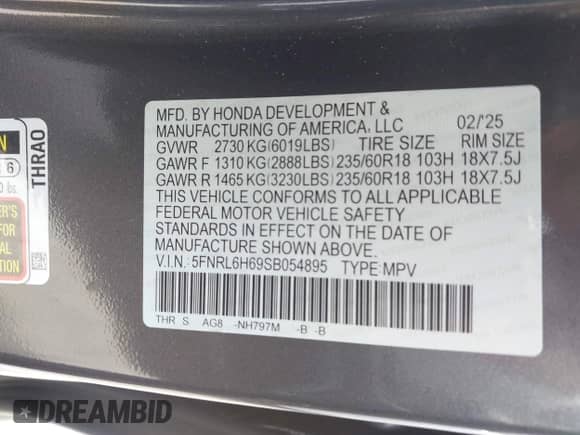 MFD. BY HONDA DEVELOPMENT &
MANUFACTURING OF AMERICA, LLC 02/'25
GVWR 2730 KG(6019LBS) TIRE SIZE RIM SIZE
GAWR F 1310 KG(2888LBS) 235/60R18 103H 18X7.5J
GAWR R 1465 KG(3230LBS) 235/60R18 103H 18X7.5J
THIS VEHICLE CONFORMS TO ALL APPLICABLE
FEDERAL MOTOR VEHICLE SAFETY
STANDARDS IN EFFECT ON THE DATE OF
MANUFACTURE SHOWN ABOVE.
V.I.N.: 5FNRL6H69SB054895 TYPE:MPV
THR S AG8 -NH797M -B -B
THRAO
6
DREAMBID